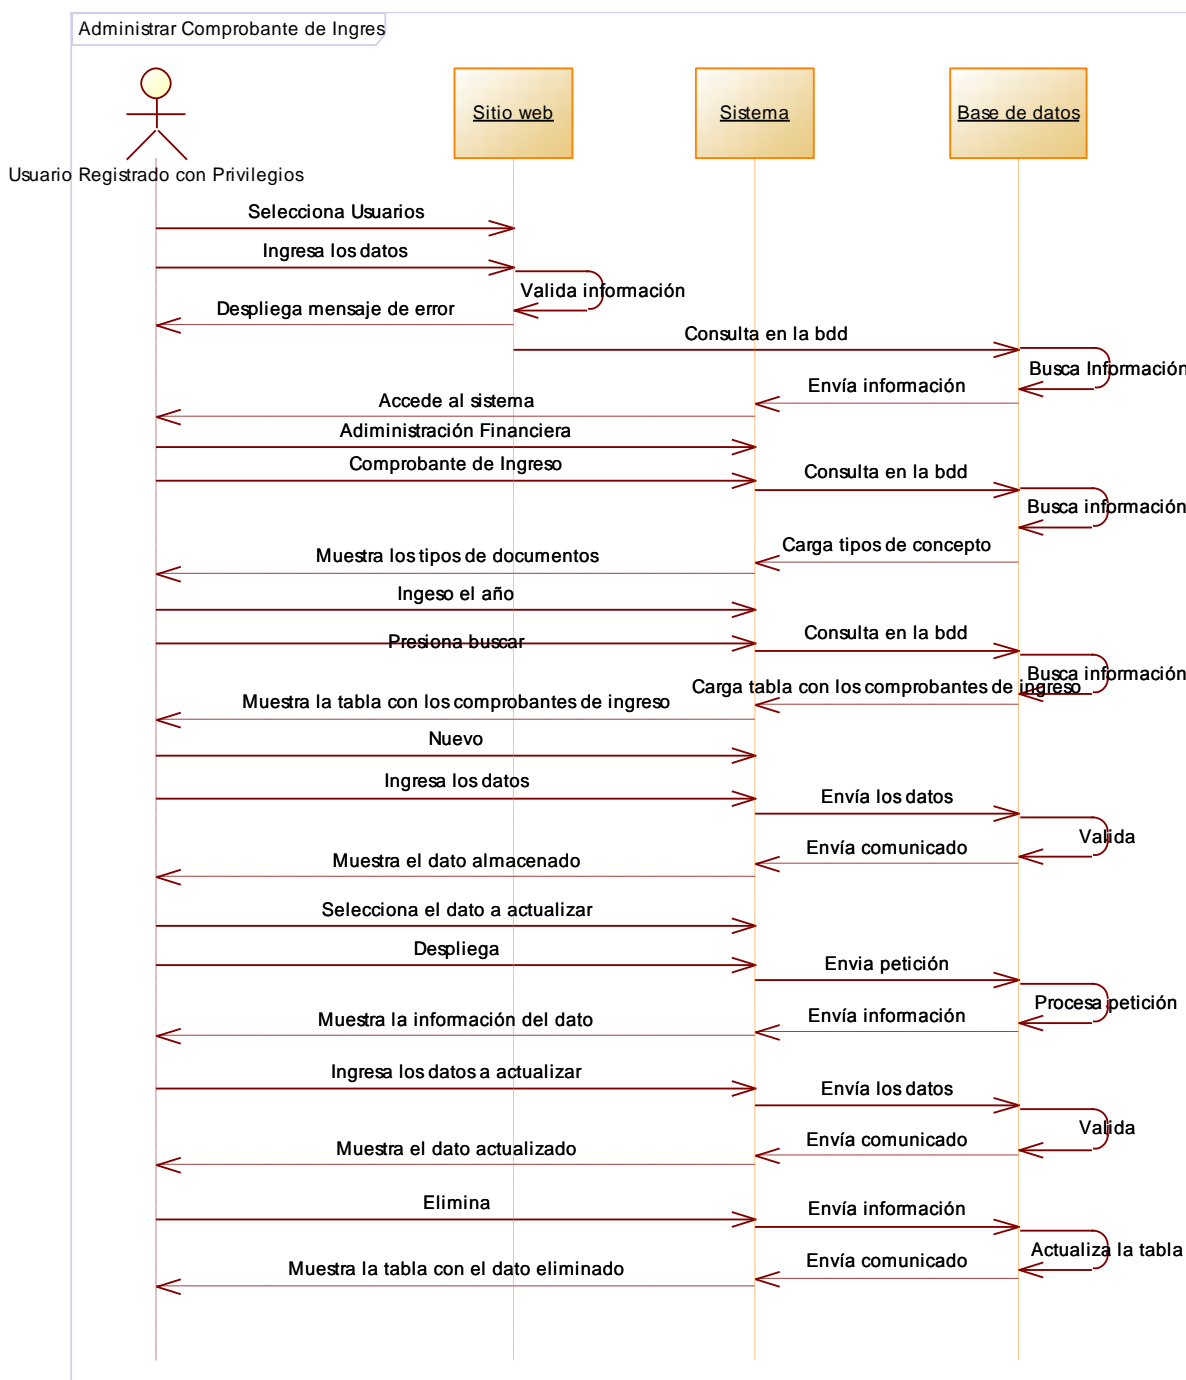 Administrar Comprobante de Ingres
Sitio web
Sistema
Base de datos
Usuario Registrado con Privilegios
Selecciona Usuarios
Ingresa los datos
Valida información
Despliega mensaje de error
Consulta en la bdd
Busca Información
Envía información
Accede al sistema
Adiministración Financiera
Comprobante de Ingreso
Consulta en la bdd
Busca información
Carga tipos de concepto
Muestra los tipos de documentos
Ingeso el año
Presiona buscar
Consulta en la bdd
Busca información
Carga tabla con los comprobantes de ingreso
Muestra la tabla con los comprobantes de ingreso
Nuevo
Ingresa los datos
Envía los datos
Valida
Envía comunicado
Muestra el dato almacenado
Selecciona el dato a actualizar
Despliega
Envia petición
Procesa petición
Envía información
Muestra la información del dato
Ingresa los datos a actualizar
Envía los datos
Valida
Envía comunicado
Muestra el dato actualizado
Elimina
Envía información
Actualiza la tabla
Envía comunicado
Muestra la tabla con el dato eliminado